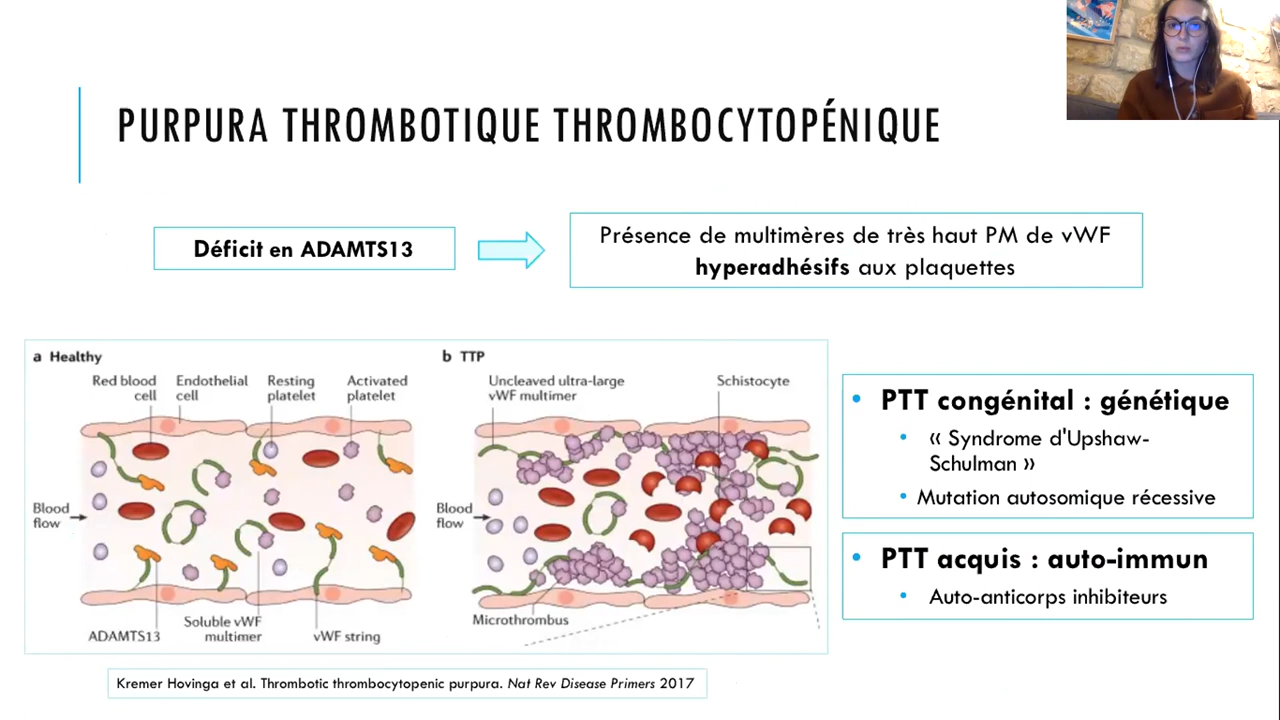 PURPURA THROMBOTIQUE THROMBOCYTOPÉNIQUE
Déficit en ADAMTS13
Présence de multimères de très haut PM de vWF
hyperadhésifs aux plaquettes
a Healthy
Red blood
cell
Endothelial
cell
Resting
platelet
Activated
platelet
Blood
flow
ADAMTS13
Soluble vWF
multimer
vWF string
b TTP
Uncleaved ultra-large
vWF multimer
Schistocyte
Blood
flow
Microthrombus
• PTT congénital : génétique
• « Syndrome d'Upshaw-
Schulman »
• Mutation autosomique récessive
• PTT acquis : auto-immun
• Auto-anticorps inhibiteurs
Kremer Hovinga et al. Thrombotic thrombocytopenic purpura. Nat Rev Disease Primers 2017